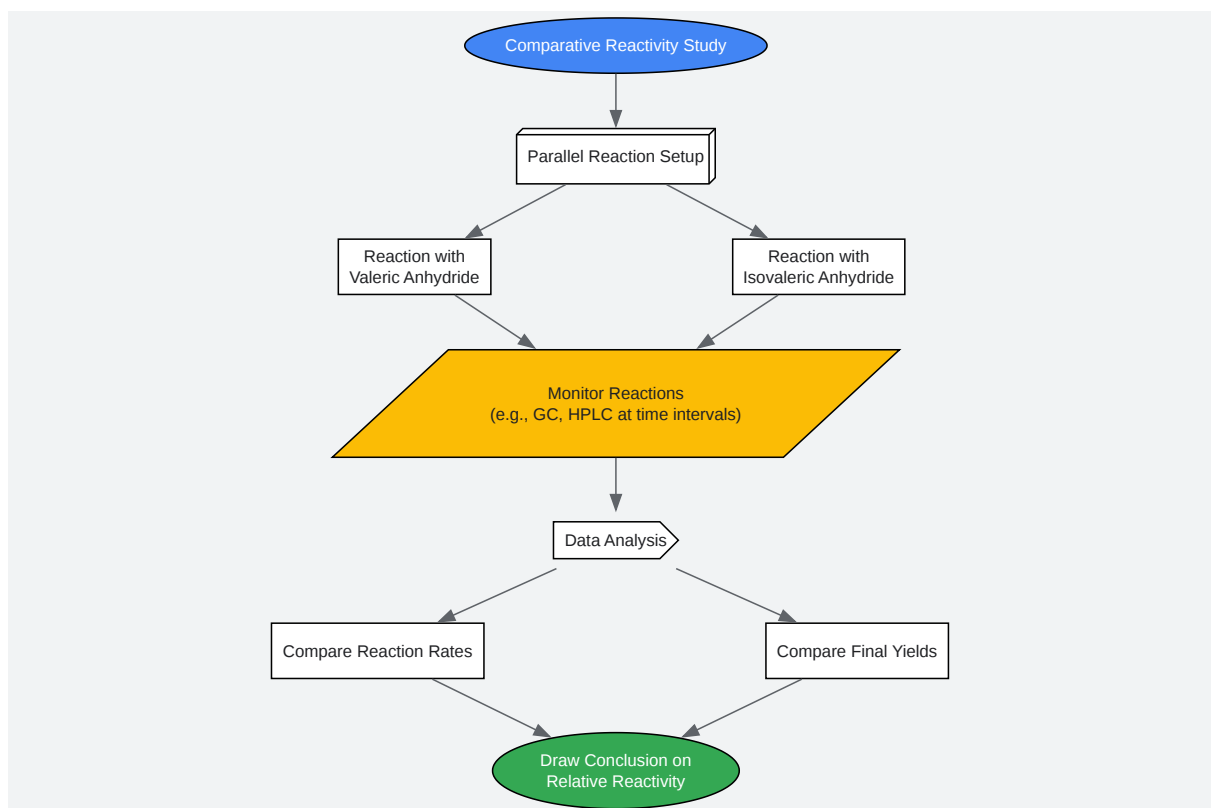 Comparative Reactivity Study
Parallel Reaction Setup
Reaction with
Valeric Anhydride
Reaction with
Isovaleric Anhydride
Monitor Reactions
(e.g., GC, HPLC at time intervals)
Data Analysis
Compare Reaction Rates
Compare Final Yields
Draw Conclusion on
Relative Reactivity